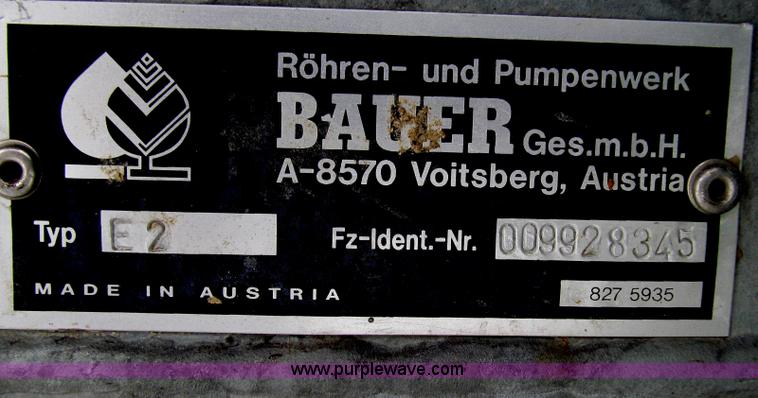 Röhren- und Pumpenwerk
BAUER Ges.m.b.H.
A-8570 Voitsberg, Austria
Typ E2 Fz-Ident.-Nr. 009928345
MADE IN AUSTRIA 827 5935
www.purplewave.com